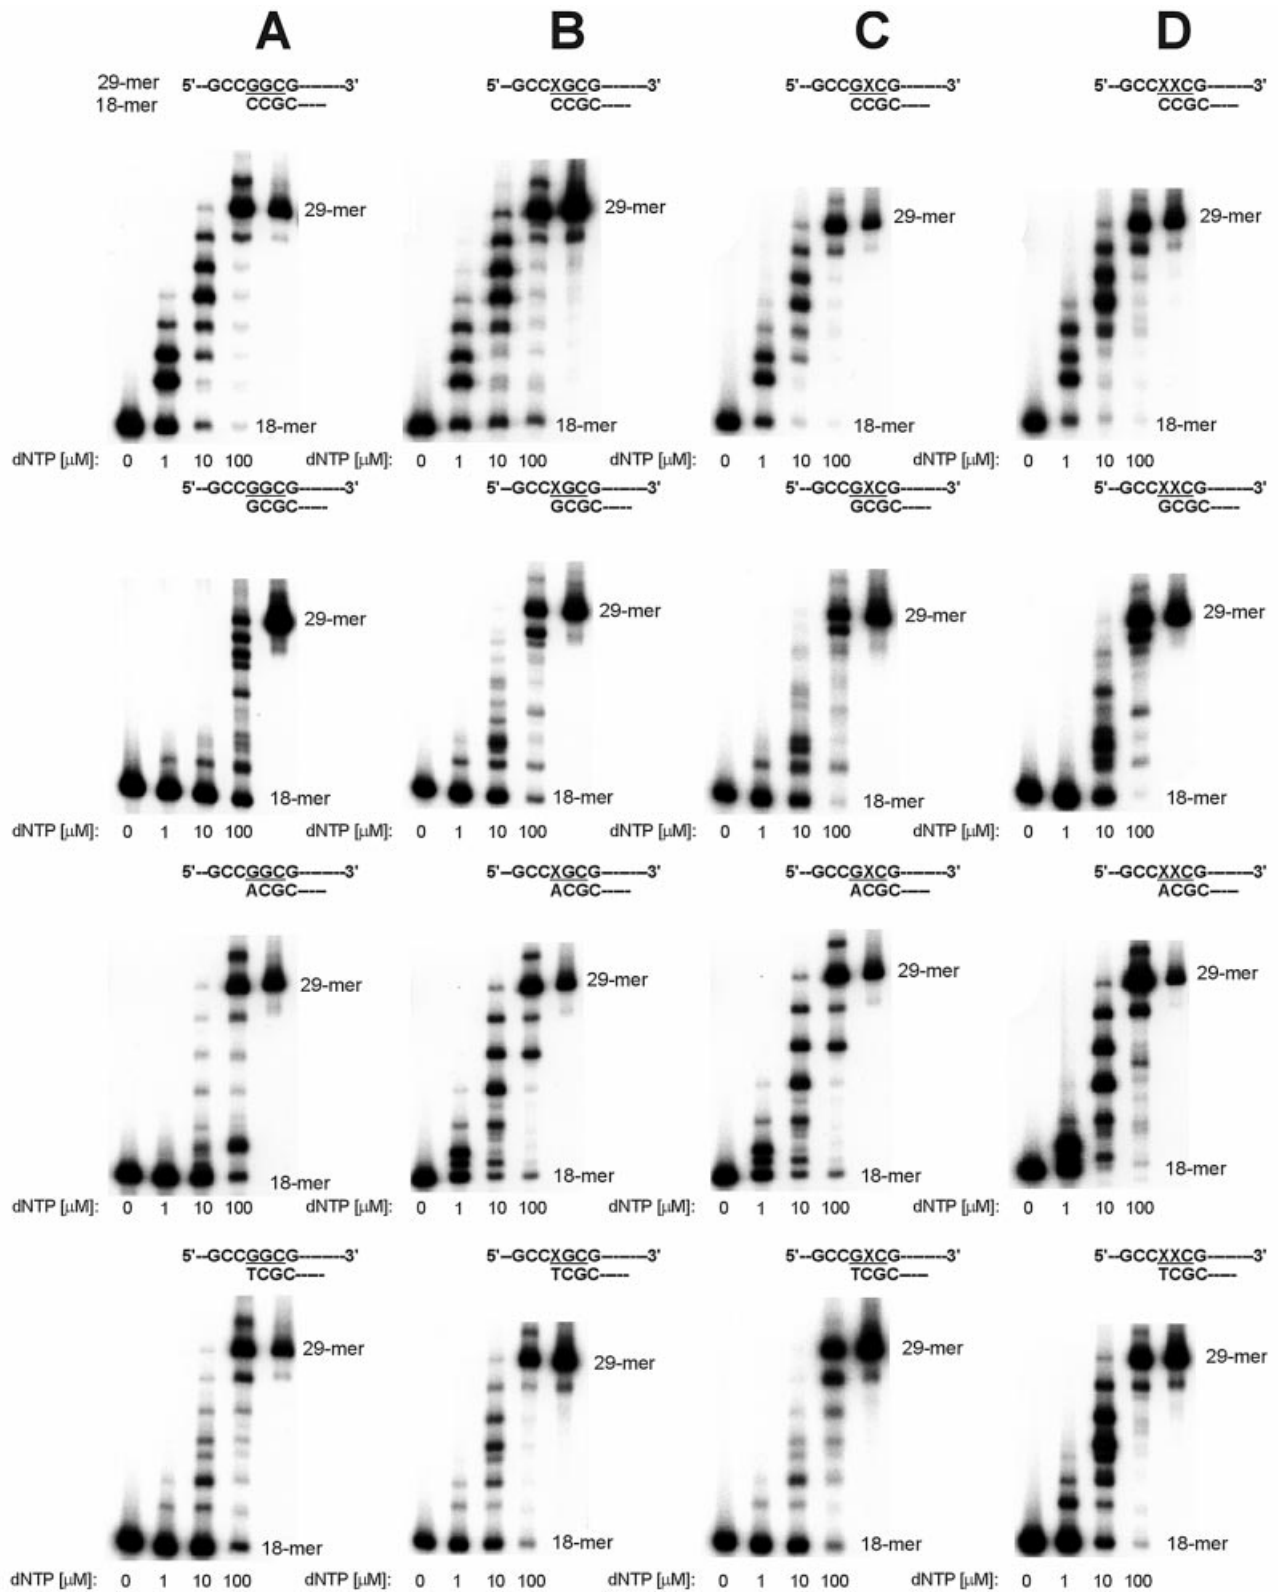 A B C D
29-mer 5'--GCCGGCG-------3' 5'--GCCXGCG-------3' 5'--GCCGXCG-------3' 5'--GCCXXCG-------3'
18-mer CCGC---- CCGC---- CCGC---- CCGC----
29-mer 29-mer 29-mer 29-mer
18-mer 18-mer 18-mer 18-mer
dNTP [µM]: 0 1 10 100 dNTP [µM]: 0 1 10 100 dNTP [µM]: 0 1 10 100 dNTP [µM]: 0 1 10 100
5'--GCCGGCG-------3' 5'--GCCXGCG-------3' 5'--GCCGXCG-------3' 5'--GCCXXCG-------3'
GCGC---- GCGC---- GCGC---- GCGC----
29-mer 29-mer 29-mer 29-mer
18-mer 18-mer 18-mer 18-mer
dNTP [µM]: 0 1 10 100 dNTP [µM]: 0 1 10 100 dNTP [µM]: 0 1 10 100 dNTP [µM]: 0 1 10 100
5'--GCCGGCG-------3' 5'--GCCXGCG-------3' 5'--GCCGXCG-------3' 5'--GCCXXCG-------3'
ACGC---- ACGC---- ACGC---- ACGC----
29-mer 29-mer 29-mer 29-mer
18-mer 18-mer 18-mer 18-mer
dNTP [µM]: 0 1 10 100 dNTP [µM]: 0 1 10 100 dNTP [µM]: 0 1 10 100 dNTP [µM]: 0 1 10 100
5'--GCCGGCG-------3' 5'--GCCXGCG-------3' 5'--GCCGXCG-------3' 5'--GCCXXCG-------3'
TCGC---- TCGC---- TCGC---- TCGC----
29-mer 29-mer 29-mer 29-mer
18-mer 18-mer 18-mer 18-mer
dNTP [µM]: 0 1 10 100 dNTP [µM]: 0 1 10 100 dNTP [µM]: 0 1 10 100 dNTP [µM]: 0 1 10 100